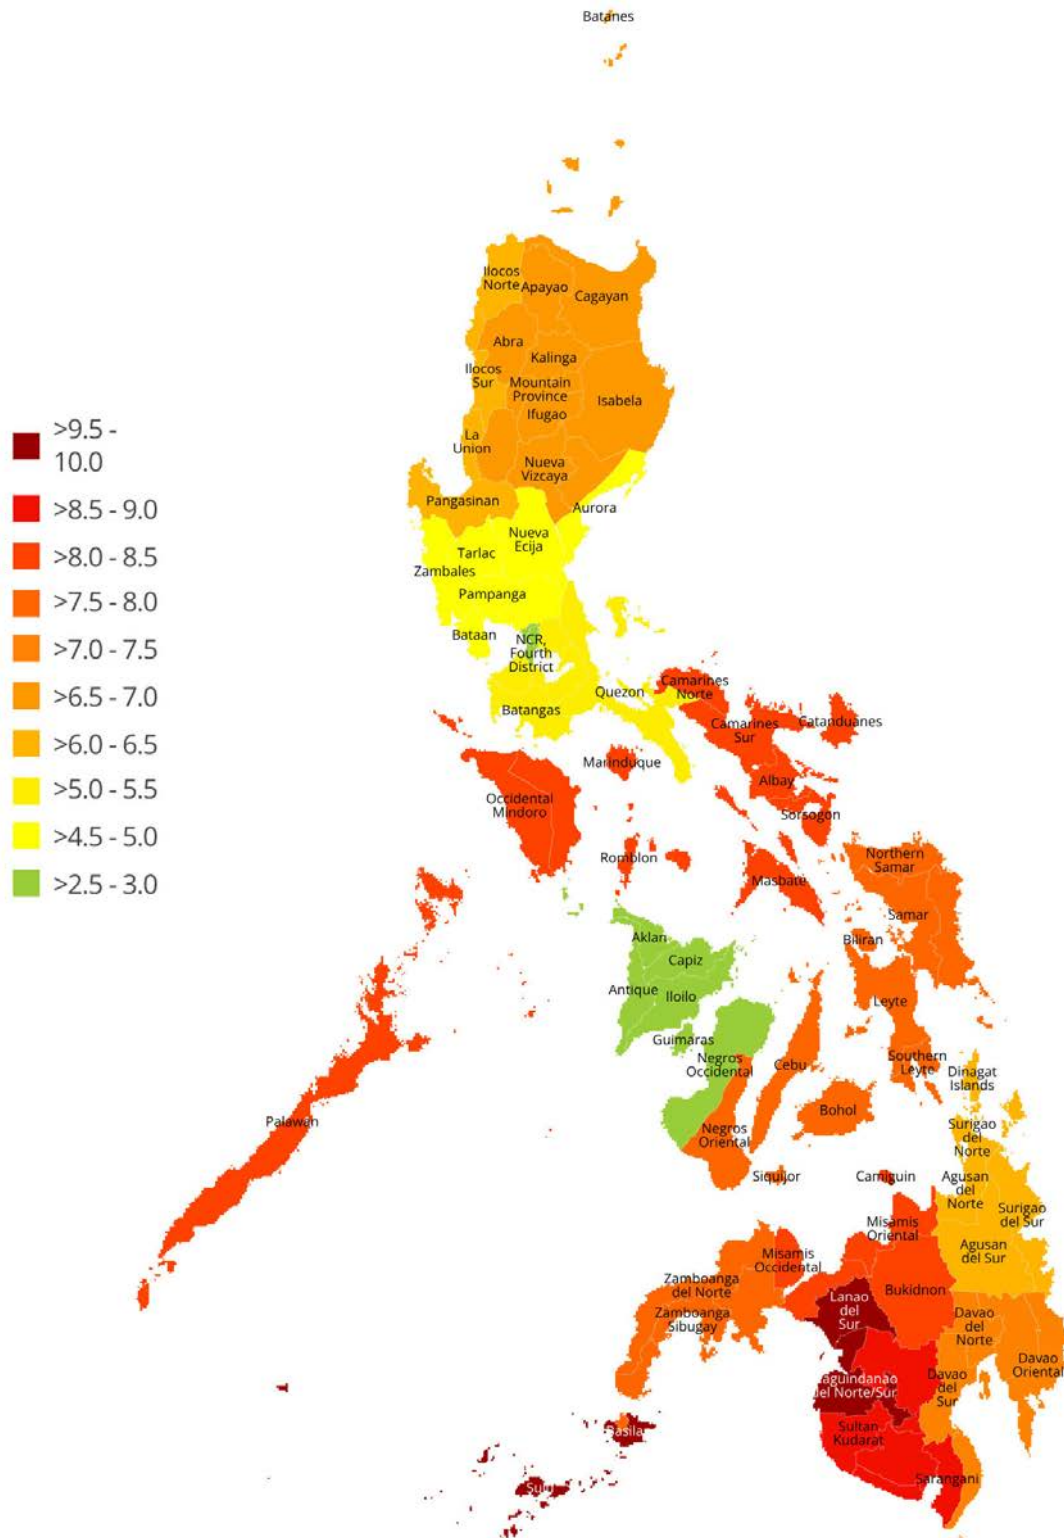 Batanes
Ilocos
Norte
Apayao
Cagayan
Abra
Kalinga
Ilocos
Sur
Mountain
Province
Isabela
Ifugao
La
Union
Nueva
Vizcaya
Pangasinan
Aurora
Nueva
Ecija
Tarlac
Zambales
Pampanga
Bataan
NCR,
Fourth
District
Quezon
Camarines
Norte
Batangas
Camarines
Sur
Catanduanes
Marinduque
Albay
Occidental
Mindoro
Sorsogon
Romblon
Masbate
Northern
Samar
Samar
Biliran
Aklan
Capiz
Antique
Iloilo
Leyte
Guimaras
Negros
Occidental
Cebu
Southern
Leyte
Dinagat
Islands
Bohol
Palawan
Negros
Oriental
Surigao
del
Norte
Siquijor
Camiguin
Agusan
del
Norte
Surigao
del Sur
Misamis
Oriental
Agusan
del Sur
Misamis
Occidental
Zamboanga
del Norte
Bukidnon
Lanao
del
Sur
Zamboanga
Sibugay
Davao
del
Norte
Davao
Oriental
aguindanao
del Norte/Sur
Davao
del
Sur
Sultan
Kudarat
Basilan
Sarangani
Sulu
>9.5 -
10.0
>8.5 - 9.0
>8.0 - 8.5
>7.5 - 8.0
>7.0 - 7.5
>6.5 - 7.0
>6.0 - 6.5
>5.0 - 5.5
>4.5 - 5.0
>2.5 - 3.0